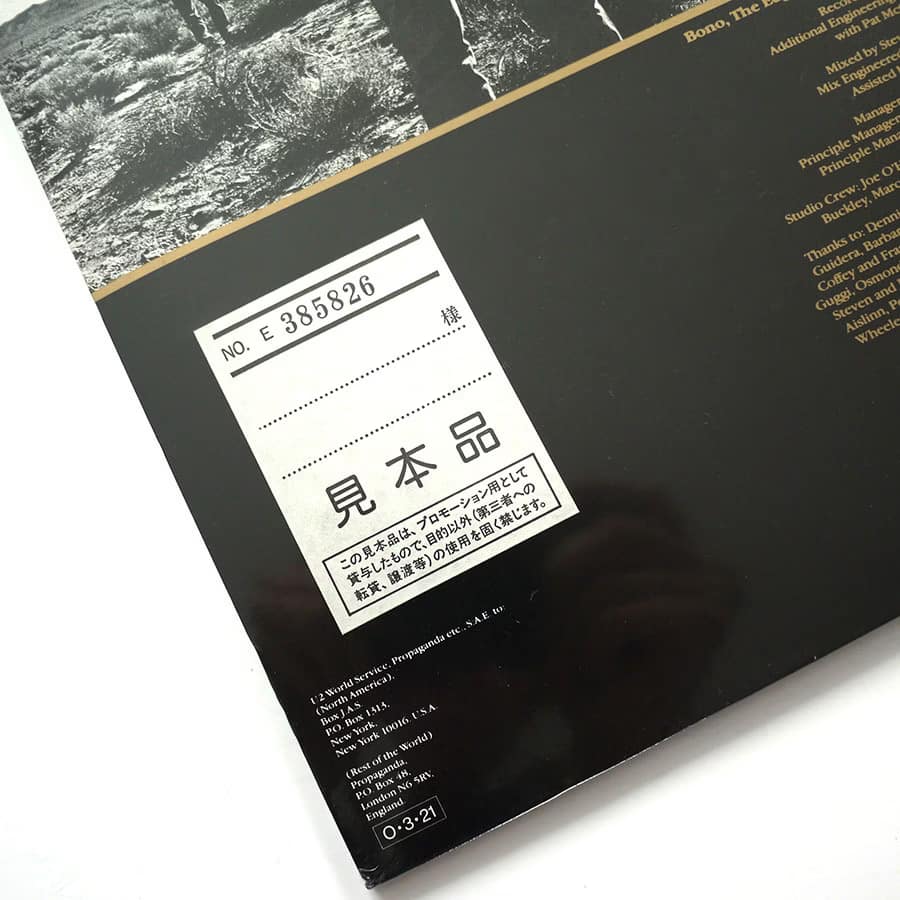 Bono, The Ed
Recor
Additional Engineering
with Pat Mc
Mixed by Ste
Mix Engineered
Assisted
Manage
Principle Manage
Principle Mana
Studio Crew: Joe O'
Buckley, Marc
Thanks to: Denni
Guidera, Barba
Coffey and Fra
Guggi, Osmon
Steven and
Aislinn, P
Wheele
NO. E 385826
様
見本品
この見本品は、プロモーション用として
貸与したもので、目的以外(第三者への
転貸、譲渡等)の使用を固く禁じます。
U2 World Service, Propaganda etc., S.A.E. to:
(North America),
Box J.A.S
P.O. Box 1313,
New York,
New York 10016. U.S.A.
(Rest of the World)
Propaganda,
P.O. Box 48,
London N6 5RV,
England
O·3·21